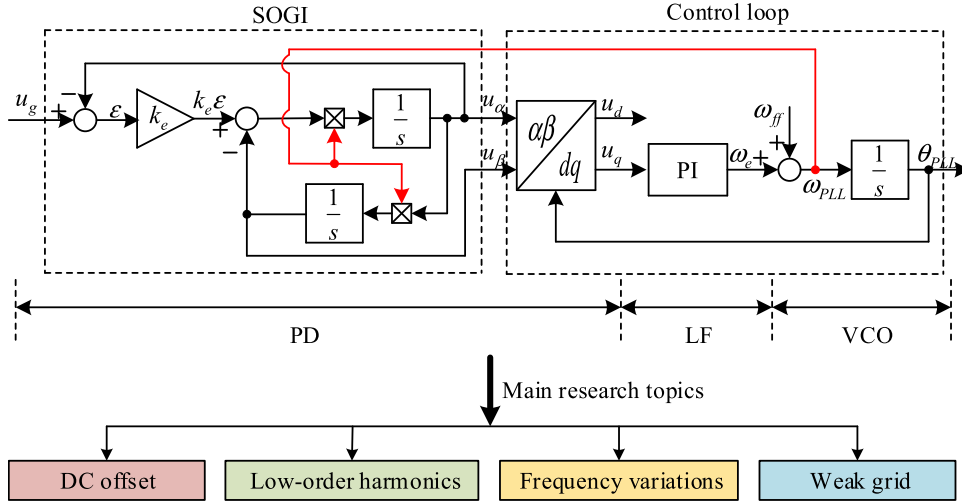 SOGI
Control loop
u_g
+
−
ε
k_e
k_e ε
+
−
1
s
1
s
u_α
u_β
αβ
dq
u_d
u_q
PI
ω_e
+
ω_ff
+
ω_PLL
1
s
θ_PLL
PD
LF
VCO
Main research topics
DC offset
Low-order harmonics
Frequency variations
Weak grid